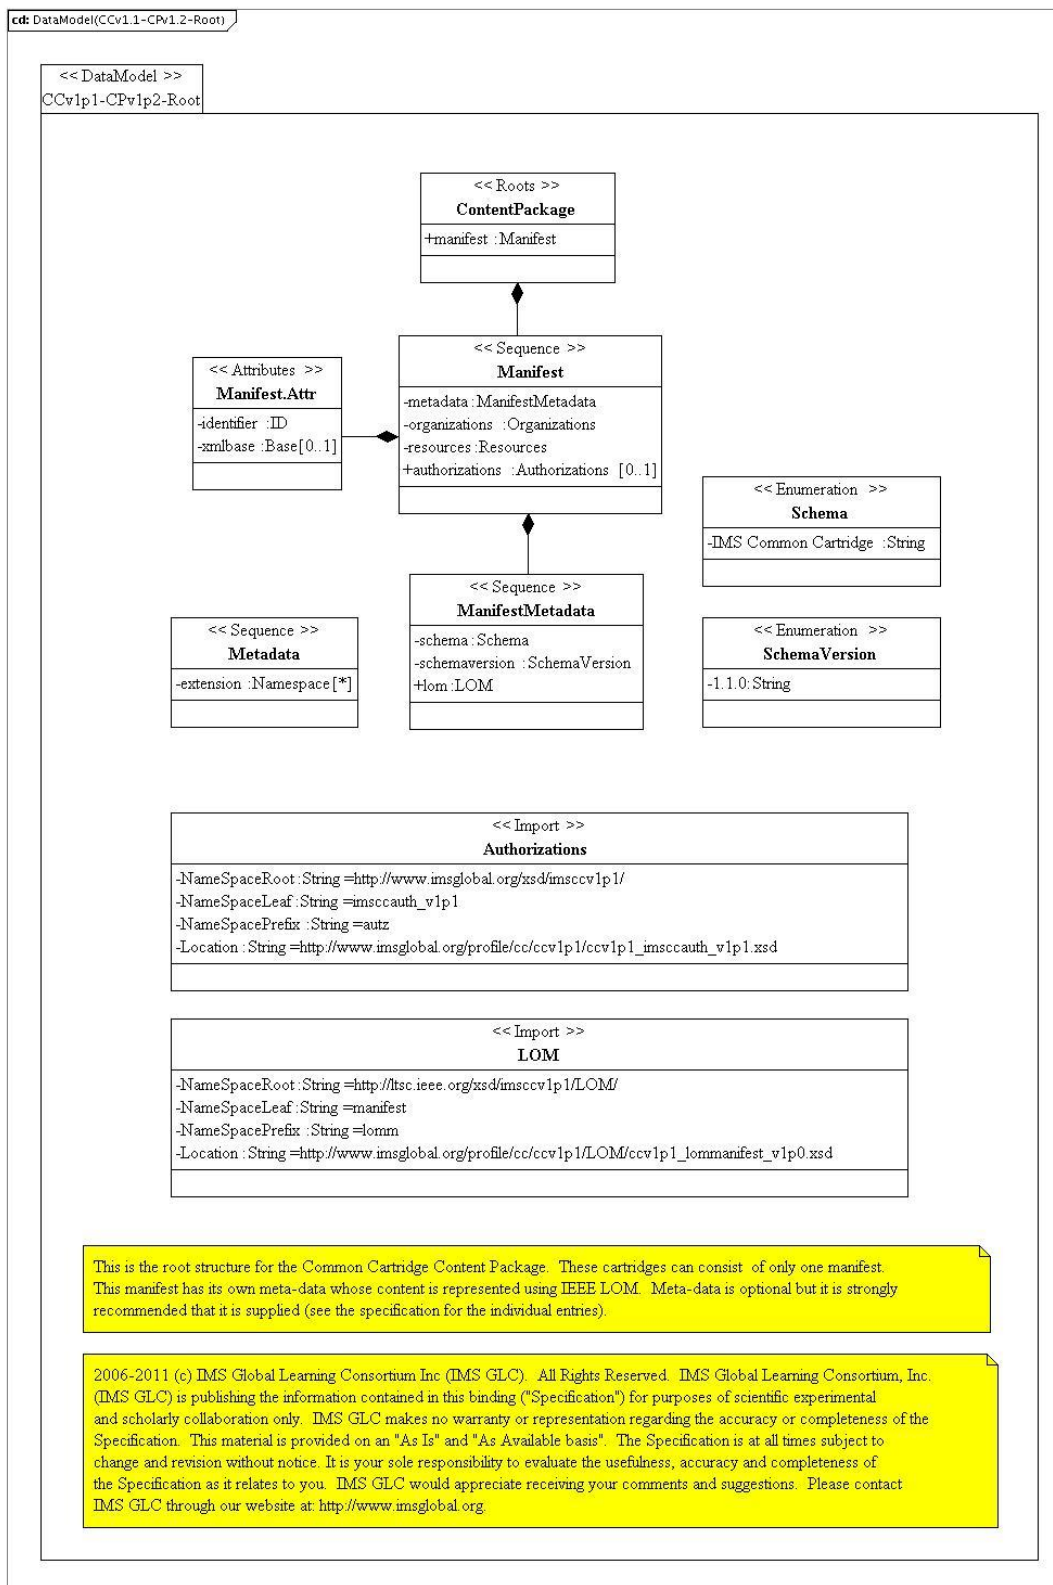 cd: DataModel(CCv1.1-CPv1.2-Root)
<< DataModel >>
CCv1p1-CPv1p2-Root
<< Roots >>
ContentPackage
+manifest :Manifest
<< Attributes >>
Manifest.Attr
-identifier :ID
-xmlbase :Base[0..1]
<< Sequence >>
Manifest
-metadata :ManifestMetadata
-organizations :Organizations
-resources :Resources
+authorizations :Authorizations [0..1]
<< Enumeration >>
Schema
-IMS Common Cartridge :String
<< Sequence >>
Metadata
-extension :Namespace[*]
<< Sequence >>
ManifestMetadata
-schema :Schema
-schemaversion :SchemaVersion
+lom :LOM
<< Enumeration >>
SchemaVersion
-1.1.0: String
<< Import >>
Authorizations
-NameSpaceRoot :String =http://www.imsglobal.org/xsd/imsccv1p1/
-NameSpaceLeaf :String =imsccauth_v1p1
-NameSpacePrefix :String =autz
-Location :String =http://www.imsglobal.org/profile/cc/ccv1p1/ccv1p1_imsccauth_v1p1.xsd
<< Import >>
LOM
-NameSpaceRoot :String =http://ltsc.ieee.org/xsd/imsccv1p1/LOM/
-NameSpaceLeaf :String =manifest
-NameSpacePrefix :String =lomm
-Location :String =http://www.imsglobal.org/profile/cc/ccv1p1/LOM/ccv1p1_lommanifest_v1p0.xsd
This is the root structure for the Common Cartridge Content Package. These cartridges can consist of only one manifest.
This manifest has its own meta-data whose content is represented using IEEE LOM. Meta-data is optional but it is strongly
recommended that it is supplied (see the specification for the individual entries).
2006-2011 (c) IMS Global Learning Consortium Inc (IMS GLC). All Rights Reserved. IMS Global Learning Consortium, Inc.
(IMS GLC) is publishing the information contained in this binding ("Specification") for purposes of scientific experimental
and scholarly collaboration only. IMS GLC makes no warranty or representation regarding the accuracy or completeness of the
Specification. This material is provided on an "As Is" and "As Available basis". The Specification is at all times subject to
change and revision without notice. It is your sole responsibility to evaluate the usefulness, accuracy and completeness of
the Specification as it relates to you. IMS GLC would appreciate receiving your comments and suggestions. Please contact
IMS GLC through our website at: http://www.imsglobal.org.